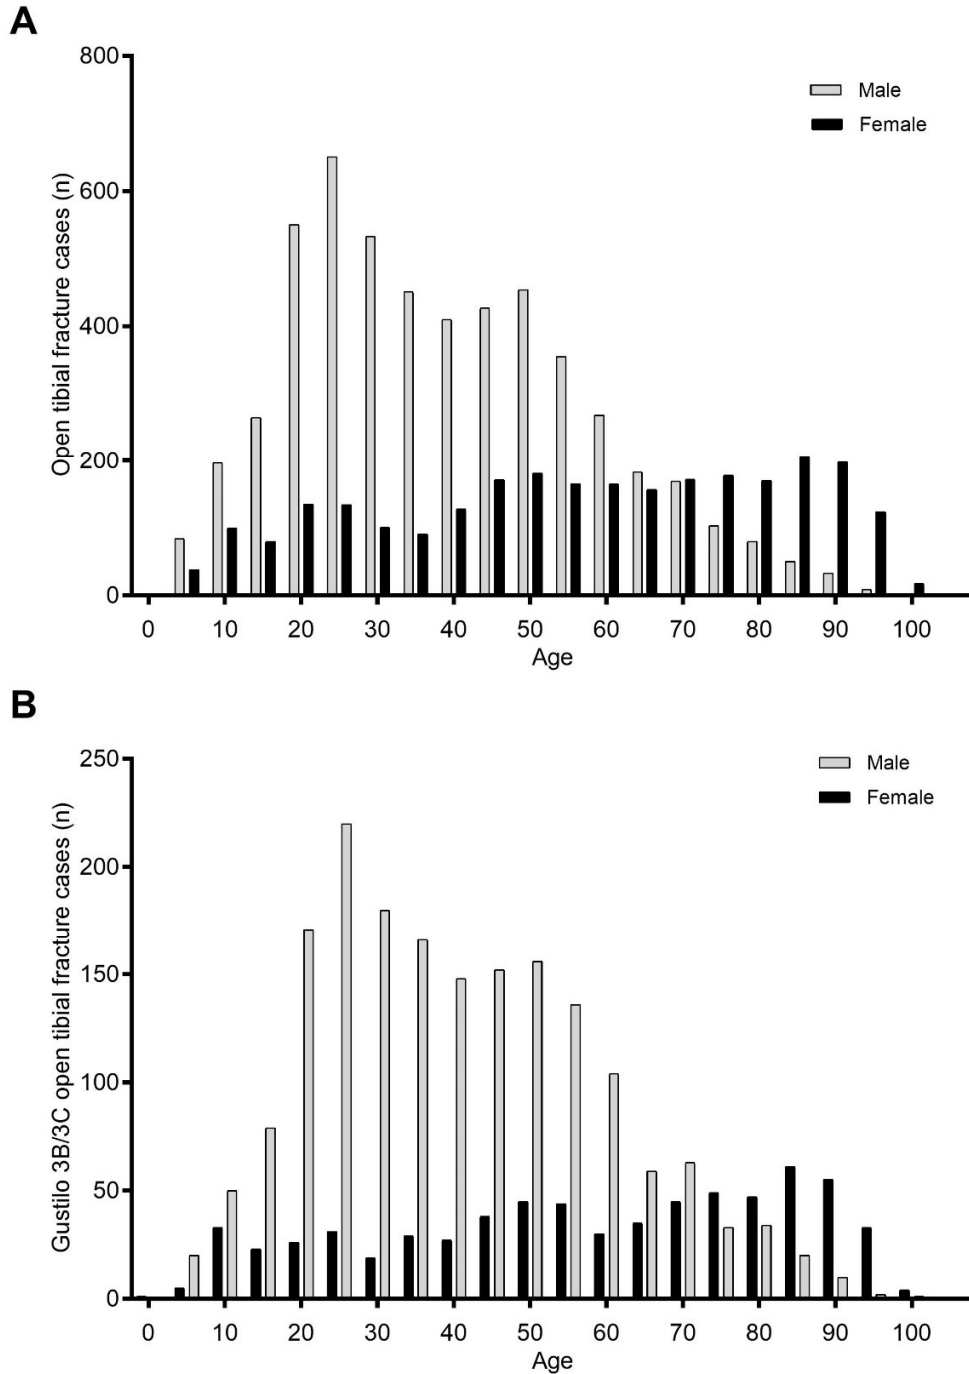 A
800
600
400
200
0
Open tibial fracture cases (n)
Male
Female
0 10 20 30 40 50 60 70 80 90 100
Age
B
250
200
150
100
50
0
Gustilo 3B/3C open tibial fracture cases (n)
Male
Female
0 10 20 30 40 50 60 70 80 90 100
Age